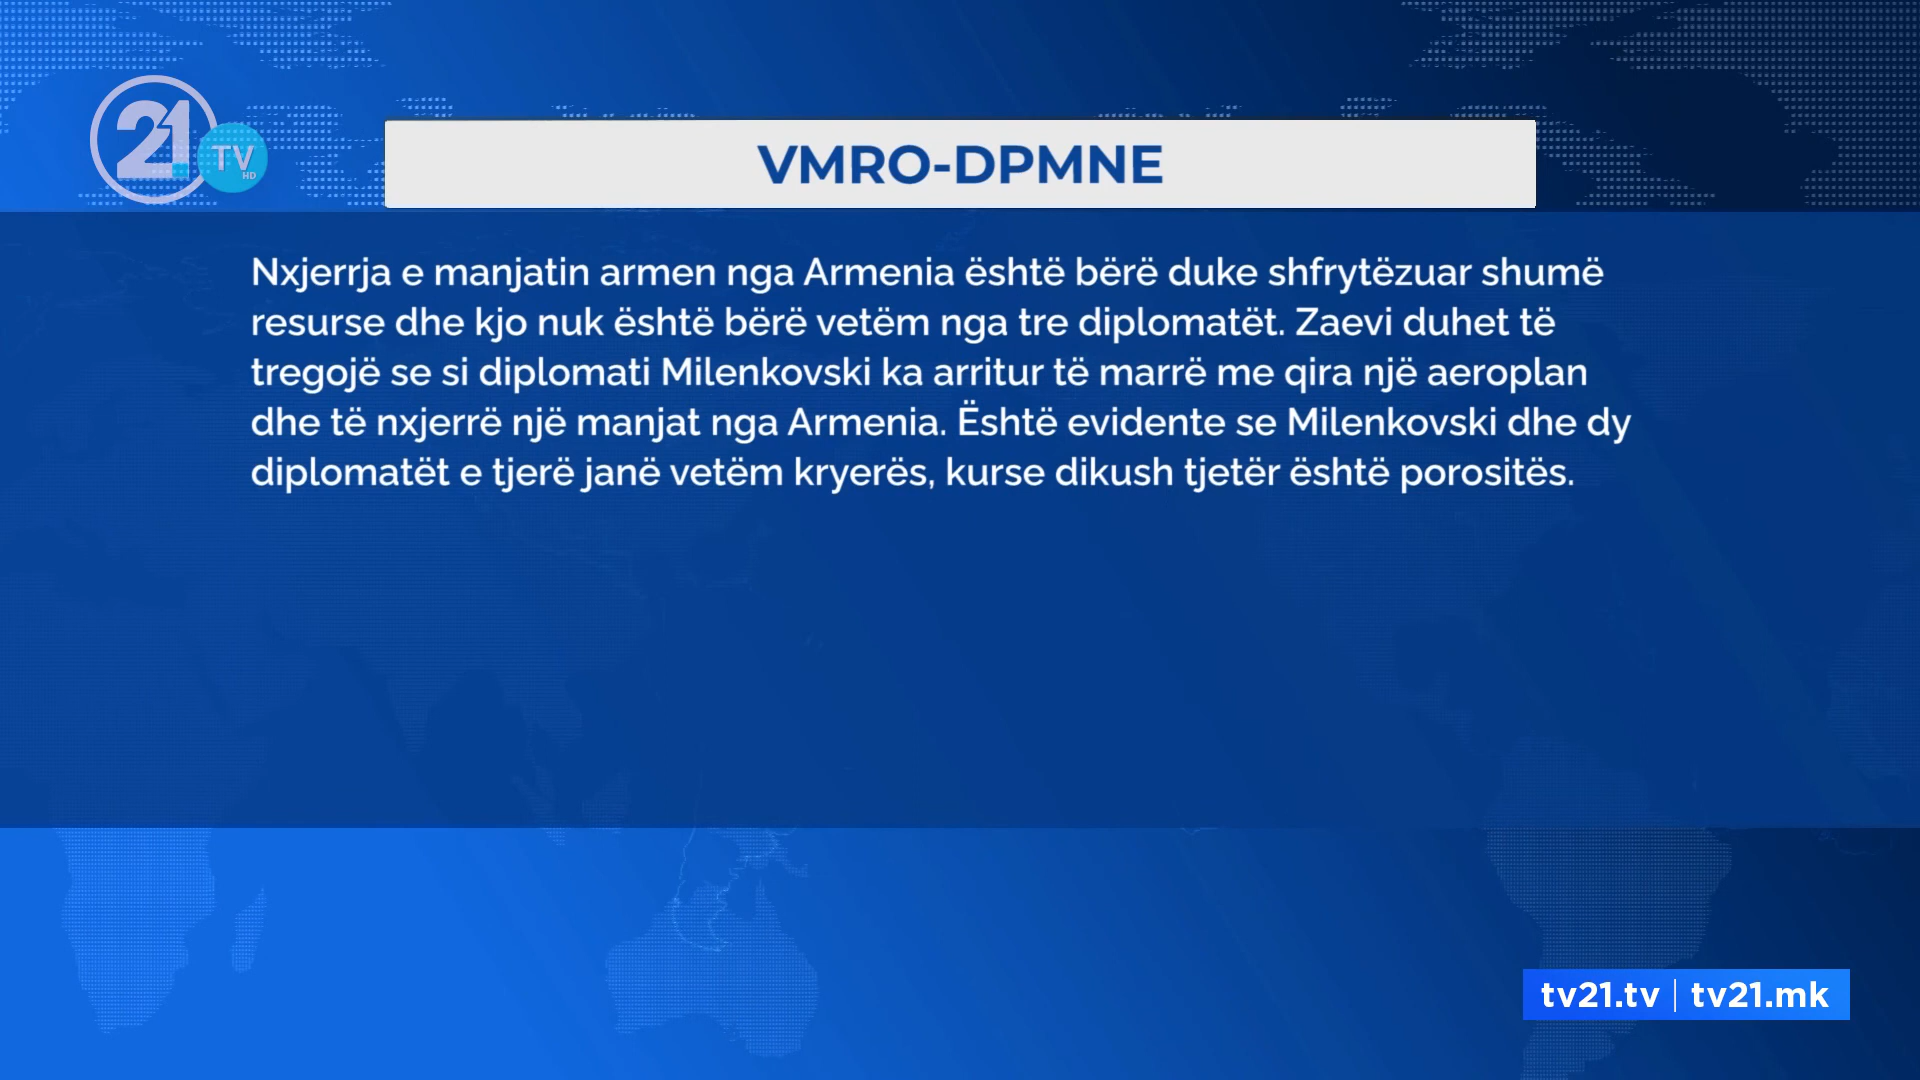 21
TV
HD
VMRO-DPMNE
Nxjerrja e manjatin armen nga Armenia është bërë duke shfrytëzuar shumë
resurse dhe kjo nuk është bërë vetëm nga tre diplomatët. Zaevi duhet të
tregojë se si diplomati Milenkovski ka arritur të marrë me qira një aeroplan
dhe të nxjerrë një manjat nga Armenia. Është evidente se Milenkovski dhe dy
diplomatët e tjerë janë vetëm kryerës, kurse dikush tjetër është porositës.
tv21.tv | tv21.mk